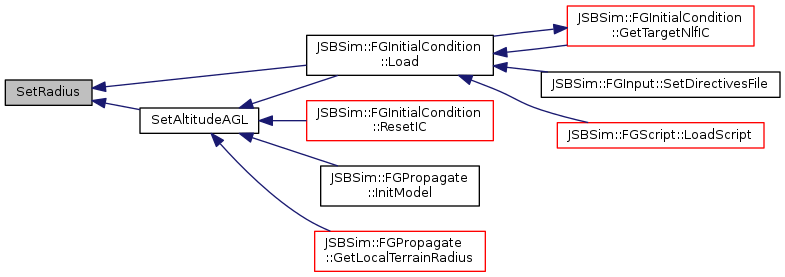 SetRadius
SetAltitudeAGL
JSBSim::FGInitialCondition
::Load
JSBSim::FGInitialCondition
::ResetIC
JSBSim::FGPropagate
::InitModel
JSBSim::FGPropagate
::GetLocalTerrainRadius
JSBSim::FGInitialCondition
::GetTargetNlfIC
JSBSim::FGInput::SetDirectivesFile
JSBSim::FGScript::LoadScript